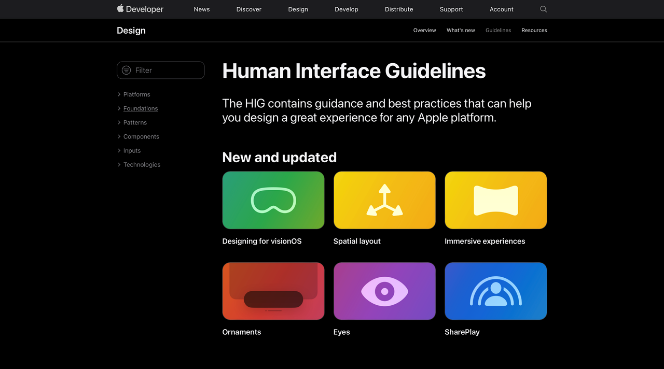 Developer
News
Discover
Design
Develop
Distribute
Support
Account
Design
Overview
What's new
Guidelines
Resources
Filter
Platforms
Foundations
Patterns
Components
Inputs
Technologies
Human Interface Guidelines
The HIG contains guidance and best practices that can help
you design a great experience for any Apple platform.
New and updated
Designing for visionOS
Spatial layout
Immersive experiences
Ornaments
Eyes
SharePlay